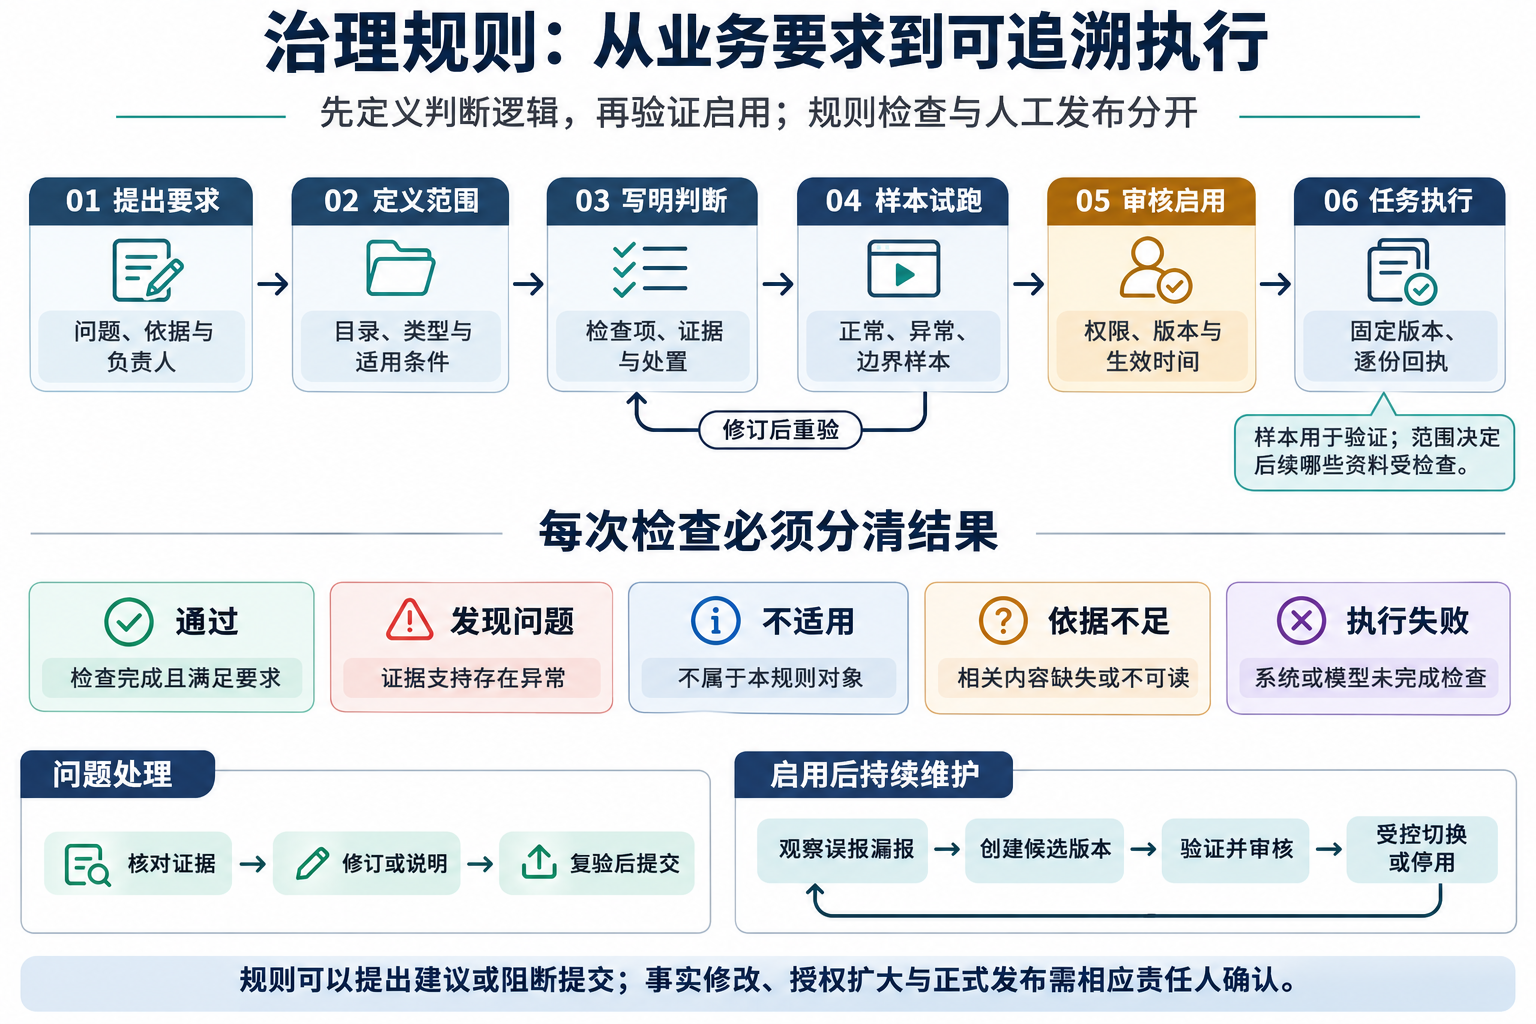 治理规则：从业务要求到可追溯执行
先定义判断逻辑，再验证启用；规则检查与人工发布分开
01 提出要求
问题、依据与
负责人
02 定义范围
目录、类型与
适用条件
03 写明判断
检查项、证据
与处置
04 样本试跑
正常、异常、
边界样本
05 审核启用
权限、版本与
生效时间
06 任务执行
固定版本、
逐份回执
修订后重验
样本用于验证；范围决定
后续哪些资料受检查。
每次检查必须分清结果
通过
检查完成且满足要求
发现问题
证据支持存在异常
不适用
不属于本规则对象
依据不足
相关内容缺失或不可读
执行失败
系统或模型未完成检查
问题处理
核对证据
修订或说明
复验后提交
启用后持续维护
观察误报漏报
创建候选版本
验证并审核
受控切换
或停用
规则可以提出建议或阻断提交；事实修改、授权扩大与正式发布需相应责任人确认。